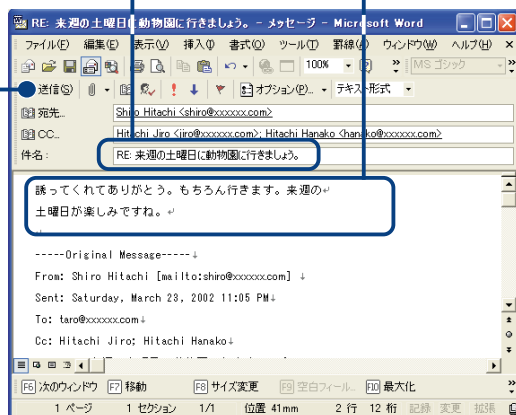 RE: 来週の土曜日に動物園に行きましょう。 - メッセージ - Microsoft Word
ファイル(F) 編集(E) 表示(V) 挿入(I) 書式(O) ツール(T) 罫線(A) ウィンドウ(W) ヘルプ(H) ×
100% MS ゴシック
送信(S) オプション(P)... テキスト形式
宛先... Shiro Hitachi <shiro@xxxxxx.com>
CC... Hitachi Jiro <jiro@xxxxxx.com>; Hitachi Hanako <hanako@xxxxxx.com>
件名: RE: 来週の土曜日に動物園に行きましょう。
誘ってくれてありがとう。もちろん行きます。来週の↵
土曜日が楽しみですね。↵
-----Original Message-----↓
From: Shiro Hitachi [mailto:shiro@xxxxxx.com] ↓
Sent: Saturday, March 23, 2002 11:05 PM↓
To: taro@xxxxxx.com↓
Cc: Hitachi Jiro; Hitachi Hanako↓
F6 次のウィンドウ F7 移動 F8 サイズ変更 F9 空白フィール... F10 最大化
1 ページ 1 セクション 1/1 位置 41mm 2 行 12 桁 記録 変更 拡張